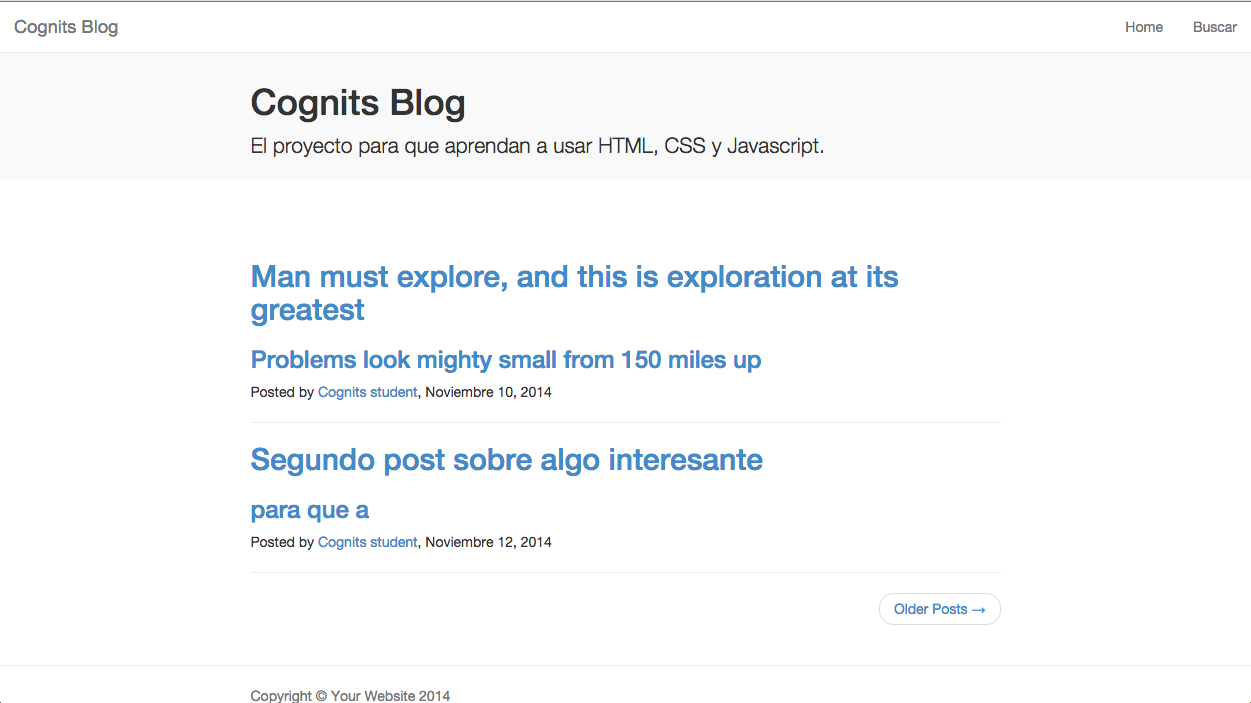 Cognits Blog
Home
Buscar
Cognits Blog
El proyecto para que aprendan a usar HTML, CSS y Javascript.
Man must explore, and this is exploration at its
greatest
Problems look mighty small from 150 miles up
Posted by Cognits student, Noviembre 10, 2014
Segundo post sobre algo interesante
para que a
Posted by Cognits student, Noviembre 12, 2014
Older Posts →
Copyright © Your Website 2014